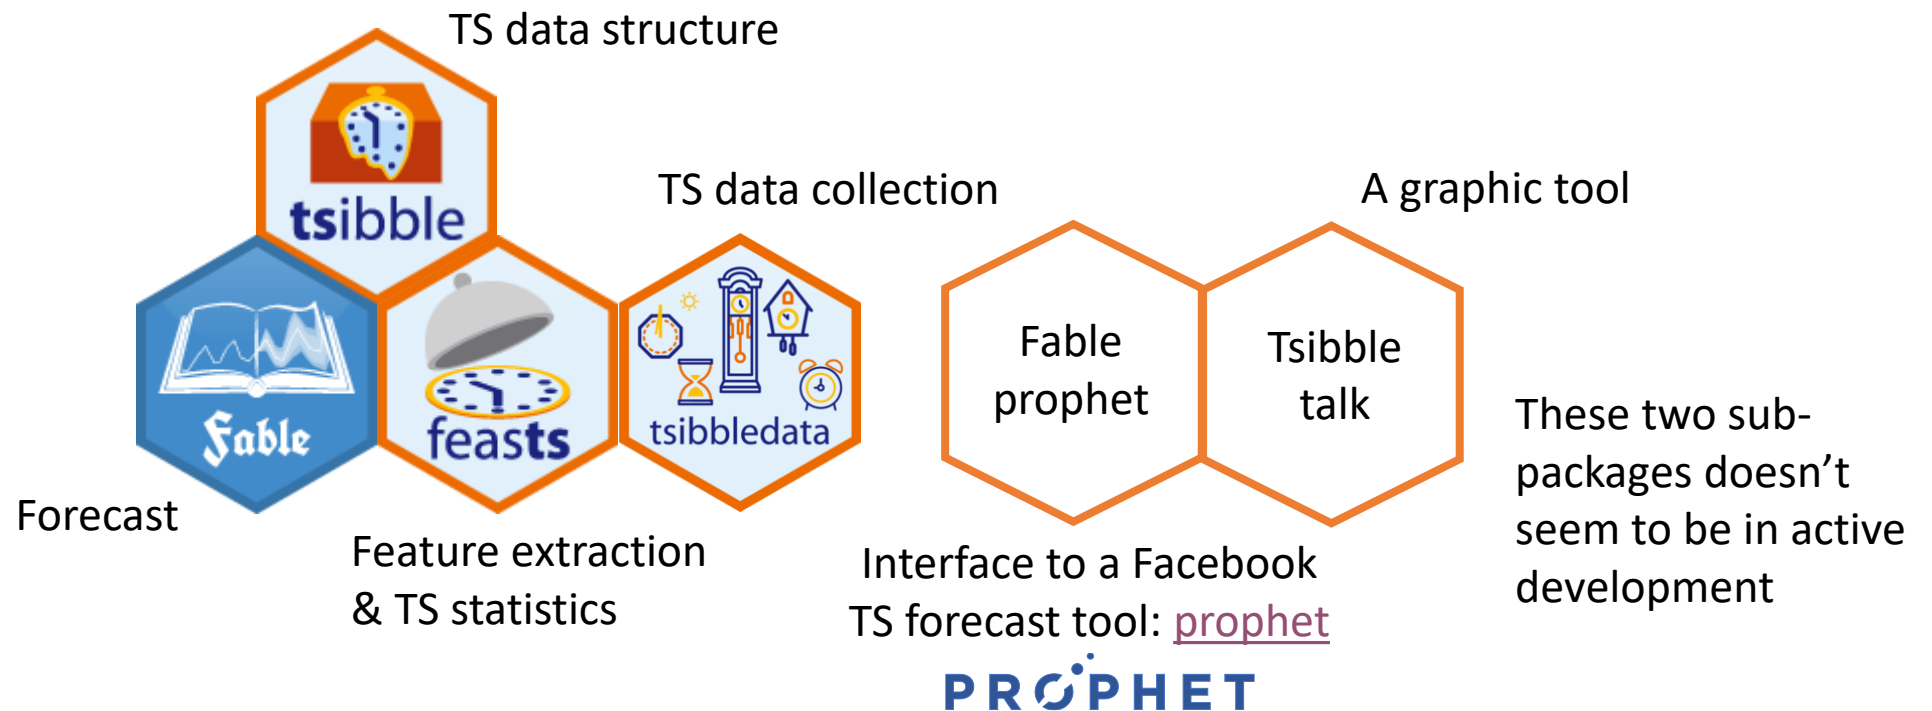 TS data structure
tsibble
TS data collection
A graphic tool
Fable
feasts
tsibbledata
Fable
prophet
Tsibble
talk
These two sub-
packages doesn’t
seem to be in active
development
Forecast
Feature extraction
& TS statistics
Interface to a Facebook
TS forecast tool: prophet
PROPHET